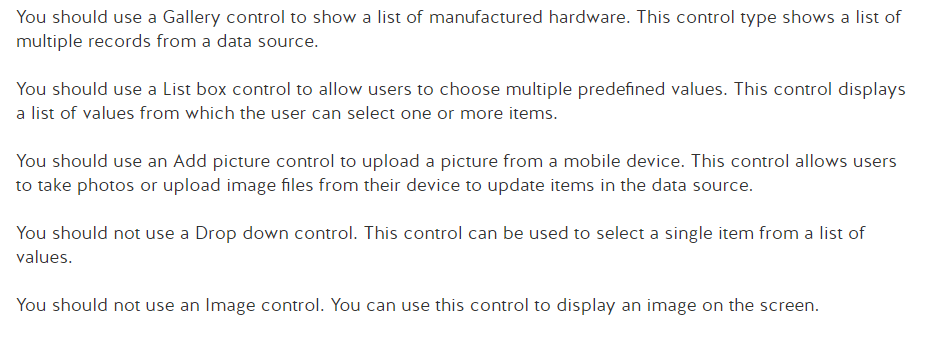 You should use a Gallery control to show a list of manufactured hardware. This control type shows a list of
multiple records from a data source.
You should use a List box control to allow users to choose multiple predefined values. This control displays
a list of values from which the user can select one or more items.
You should use an Add picture control to upload a picture from a mobile device. This control allows users
to take photos or upload image files from their device to update items in the data source.
You should not use a Drop down control. This control can be used to select a single item from a list of
values.
You should not use an Image control. You can use this control to display an image on the screen.